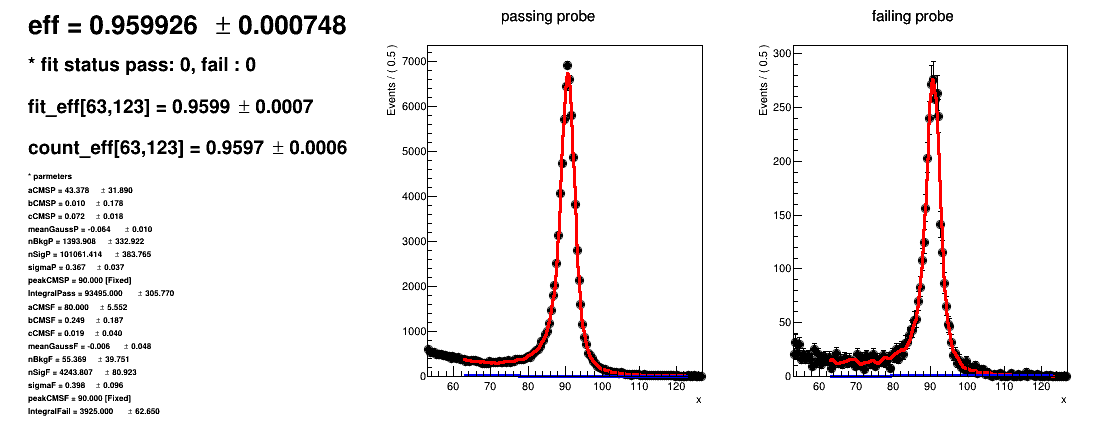 eff = 0.959926 ± 0.000748
* fit status pass: 0, fail : 0
fit_eff[63,123] = 0.9599 ± 0.0007
count_eff[63,123] = 0.9597 ± 0.0006
* parmeters
aCMSP = 43.378 ± 31.890
bCMSP = 0.010 ± 0.178
cCMSP = 0.072 ± 0.018
meanGaussP = -0.064 ± 0.010
nBkgP = 1393.908 ± 332.922
nSigP = 101061.414 ± 383.765
sigmaP = 0.367 ± 0.037
peakCMSP = 90.000 [Fixed]
IntegralPass = 93495.000 ± 305.770
aCMSF = 80.000 ± 5.552
bCMSF = 0.249 ± 0.187
cCMSF = 0.019 ± 0.040
meanGaussF = -0.006 ± 0.048
nBkgF = 55.369 ± 39.751
nSigF = 4243.807 ± 80.923
sigmaF = 0.398 ± 0.096
peakCMSF = 90.000 [Fixed]
IntegralFail = 3925.000 ± 62.650
passing probe
Events / ( 0.5 )
7000
6000
5000
4000
3000
2000
1000
0
60 70 80 90 100 110 120
x
failing probe
Events / ( 0.5 )
300
250
200
150
100
50
0
60 70 80 90 100 110 120
x